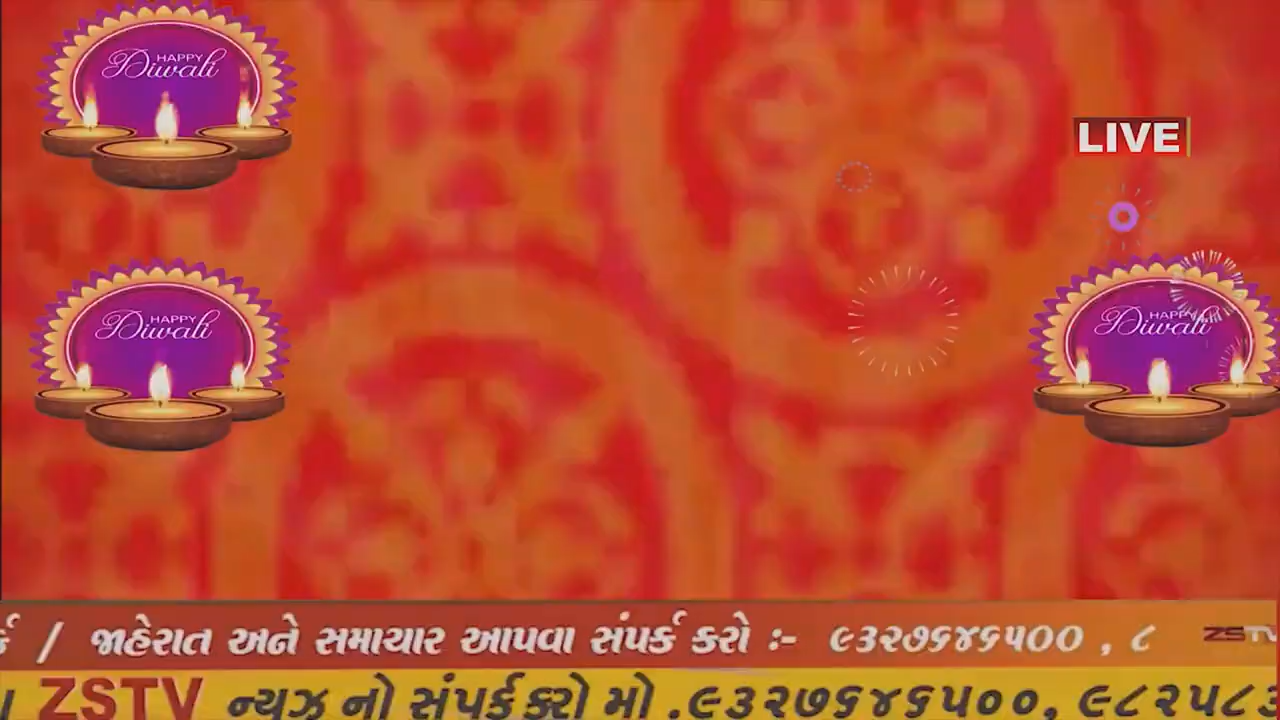 HAPPY
Diwali
LIVE
HAPPY
Diwali
HAPPY
Diwali
/ જાહેરાત અને સમાચાર આપવા સંપર્ક કરો :- ૯૩૨૭૬૪૬૫૦૦ , ૮ ZSTV
ZSTV ન્યુઝ નો સંપર્ક કરો મો .૯૩૨૭૬૪૬૫૦૦, ૯૮૨૫૮૩